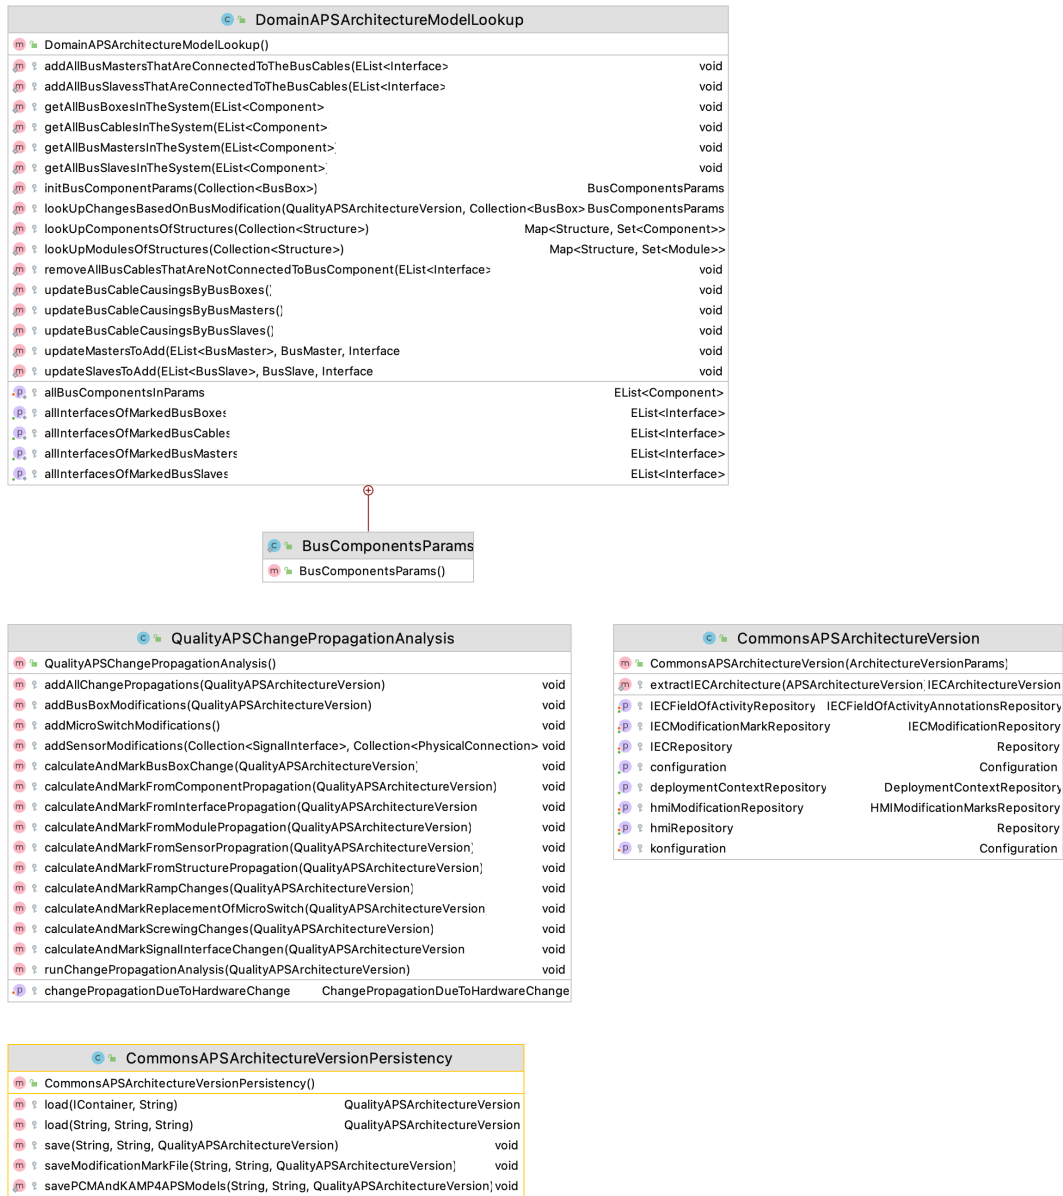 DomainAPSArchitectureModelLookup
DomainAPSArchitectureModelLookup()
addAllBusMastersThatAreConnectedToTheBusCables(EList<Interface> void
addAllBusSlavessThatAreConnectedToTheBusCables(EList<Interface> void
getAllBusBoxesInTheSystem(EList<Component> void
getAllBusCablesInTheSystem(EList<Component> void
getAllBusMastersInTheSystem(EList<Component>) void
getAllBusSlavesInTheSystem(EList<Component>) void
initBusComponentParams(Collection<BusBox>) BusComponentsParams
lookUpChangesBasedOnBusModification(QualityAPSArchitectureVersion, Collection<BusBox> BusComponentsParams
lookUpComponentsOfStructures(Collection<Structure>) Map<Structure, Set<Component>>
lookUpModulesOfStructures(Collection<Structure>) Map<Structure, Set<Module>>
removeAllBusCablesThatAreNotConnectedToBusComponent(EList<Interface> void
updateBusCableCausingsByBusBoxes() void
updateBusCableCausingsByBusMasters() void
updateBusCableCausingsByBusSlaves() void
updateMastersToAdd(EList<BusMaster>, BusMaster, Interface void
updateSlavesToAdd(EList<BusSlave>, BusSlave, Interface void
allBusComponentsInParams EList<Component>
allInterfacesOfMarkedBusBoxes EList<Interface>
allInterfacesOfMarkedBusCables EList<Interface>
allInterfacesOfMarkedBusMasters EList<Interface>
allInterfacesOfMarkedBusSlaves EList<Interface>
BusComponentsParams
BusComponentsParams()
QualityAPSChangePropagationAnalysis
QualityAPSChangePropagationAnalysis()
addAllChangePropagations(QualityAPSArchitectureVersion) void
addBusBoxModifications(QualityAPSArchitectureVersion) void
addMicroSwitchModifications() void
addSensorModifications(Collection<SignalInterface>, Collection<PhysicalConnection> void
calculateAndMarkBusBoxChange(QualityAPSArchitectureVersion) void
calculateAndMarkFromComponentPropagation(QualityAPSArchitectureVersion) void
calculateAndMarkFromInterfacePropagation(QualityAPSArchitectureVersion void
calculateAndMarkFromModulePropagation(QualityAPSArchitectureVersion) void
calculateAndMarkFromSensorPropagration(QualityAPSArchitectureVersion) void
calculateAndMarkFromStructurePropagation(QualityAPSArchitectureVersion) void
calculateAndMarkRampChanges(QualityAPSArchitectureVersion) void
calculateAndMarkReplacementOfMicroSwitch(QualityAPSArchitectureVersion void
calculateAndMarkScrewingChanges(QualityAPSArchitectureVersion) void
calculateAndMarkSignalInterfaceChangen(QualityAPSArchitectureVersion void
runChangePropagationAnalysis(QualityAPSArchitectureVersion) void
changePropagationDueToHardwareChange ChangePropagationDueToHardwareChange
CommonsAPSArchitectureVersion
CommonsAPSArchitectureVersion(ArchitectureVersionParams)
extractIECArchitecture(APSArchitectureVersion) IECArchitectureVersion
IECFieldOfActivityRepository IECFieldOfActivityAnnotationsRepository
IECModificationMarkRepository IECModificationRepository
IECRepository Repository
configuration Configuration
deploymentContextRepository DeploymentContextRepository
hmiModificationRepository HMIModificationMarksRepository
hmiRepository Repository
konfiguration Configuration
CommonsAPSArchitectureVersionPersistency
CommonsAPSArchitectureVersionPersistency()
load(IContainer, String) QualityAPSArchitectureVersion
load(String, String, String) QualityAPSArchitectureVersion
save(String, String, QualityAPSArchitectureVersion) void
saveModificationMarkFile(String, String, QualityAPSArchitectureVersion) void
savePCMAndKAMP4APSModels(String, String, QualityAPSArchitectureVersion) void